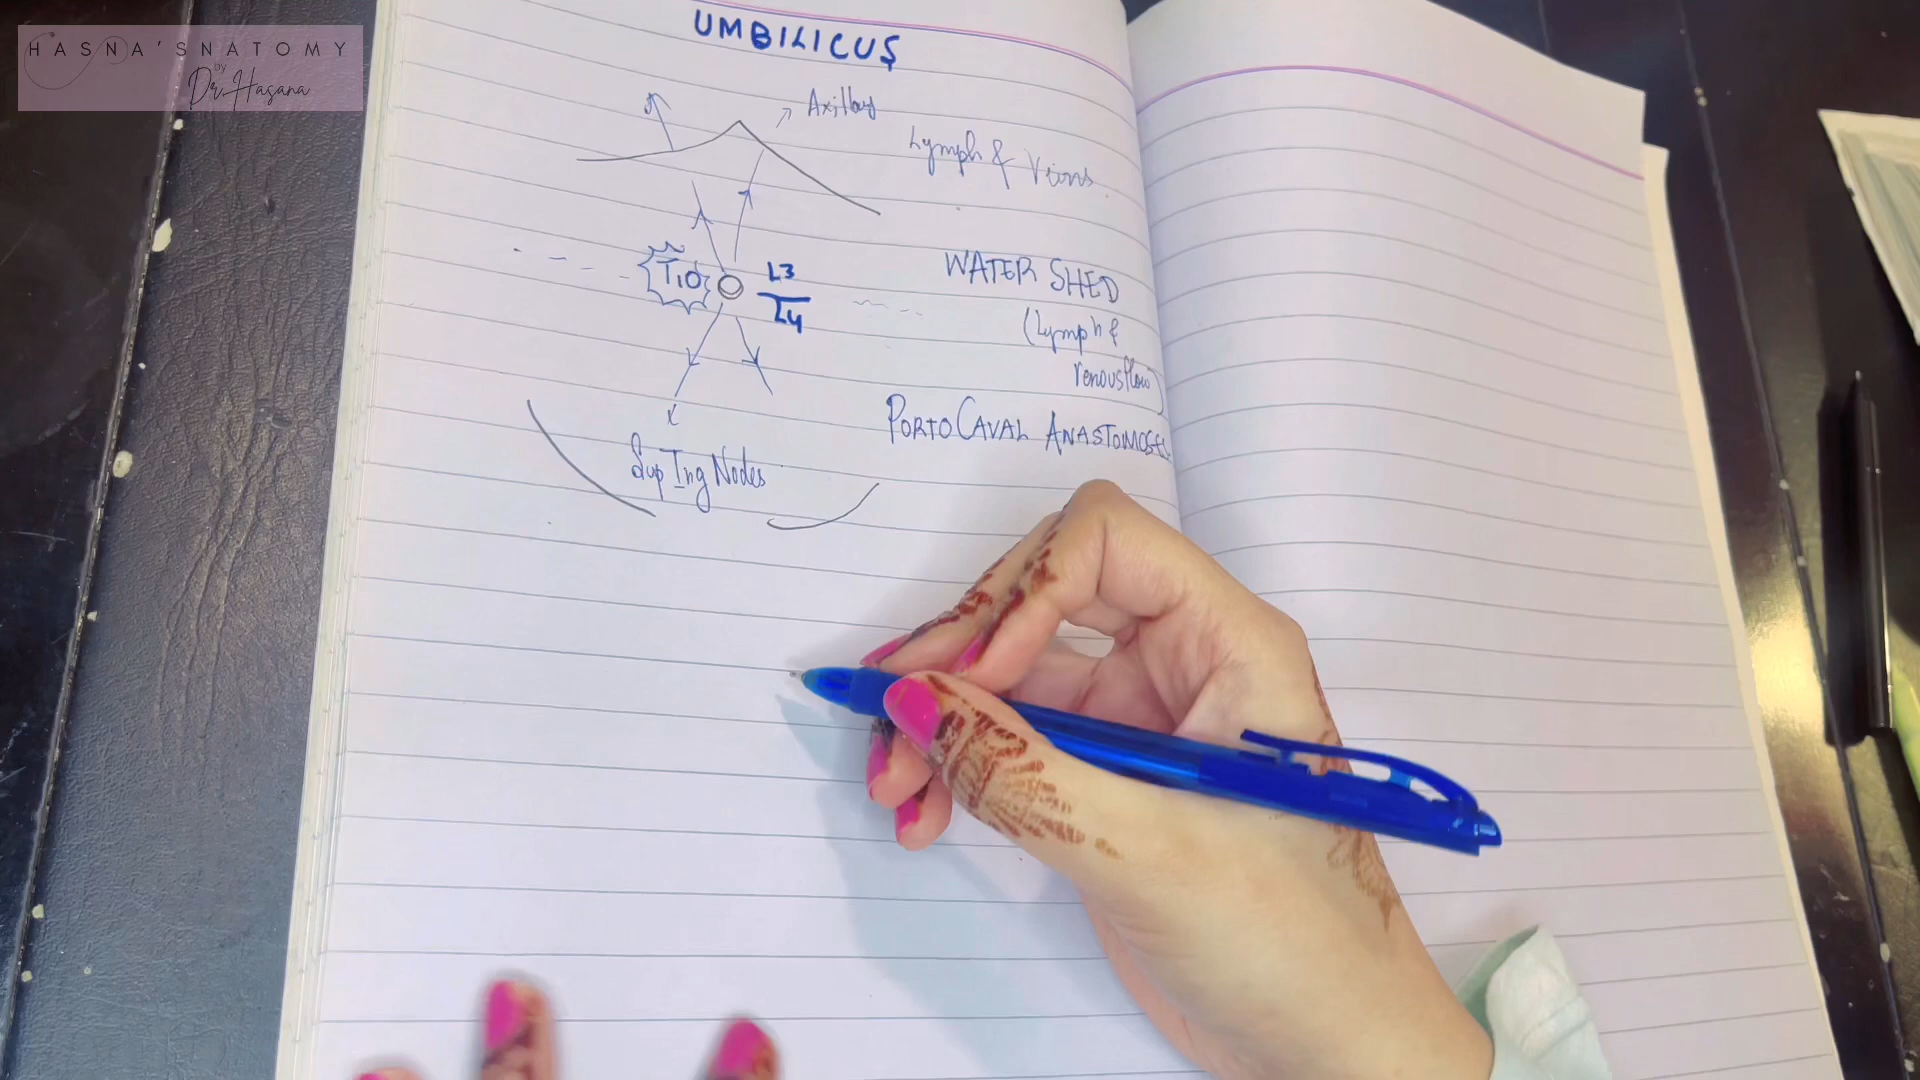 HASNA'SNATOMY
by
Dr.Hasana
UMBILICUS
Axillary
Lymph & Veins
T10
L3
L4
WATER SHED
(Lymph &
venous flow)
PORTOCAVAL ANASTOMOSES
Sup Ing Nodes